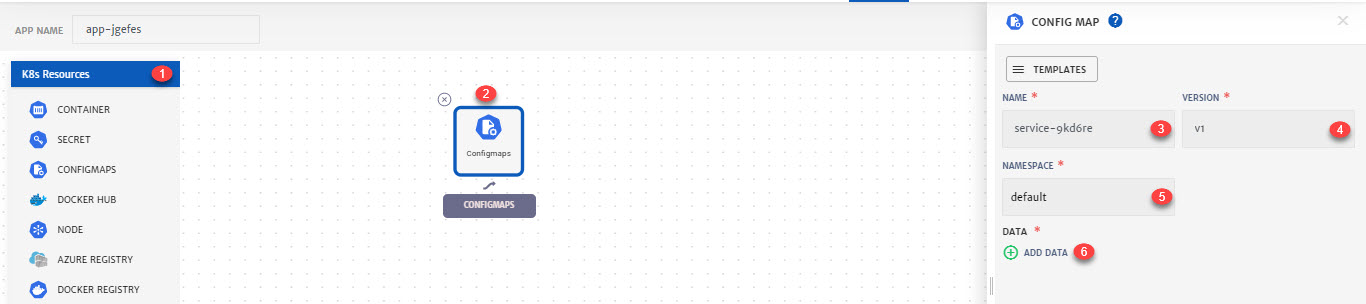 APP NAME app-jgefes
K8s Resources 1
CONTAINER
SECRET
CONFIGMAPS
DOCKER HUB
NODE
AZURE REGISTRY
DOCKER REGISTRY
2
Configmaps
CONFIGMAPS
CONFIG MAP ?
TEMPLATES
NAME * VERSION *
service-9kd6re 3 v1 4
NAMESPACE *
default 5
DATA *
ADD DATA 6